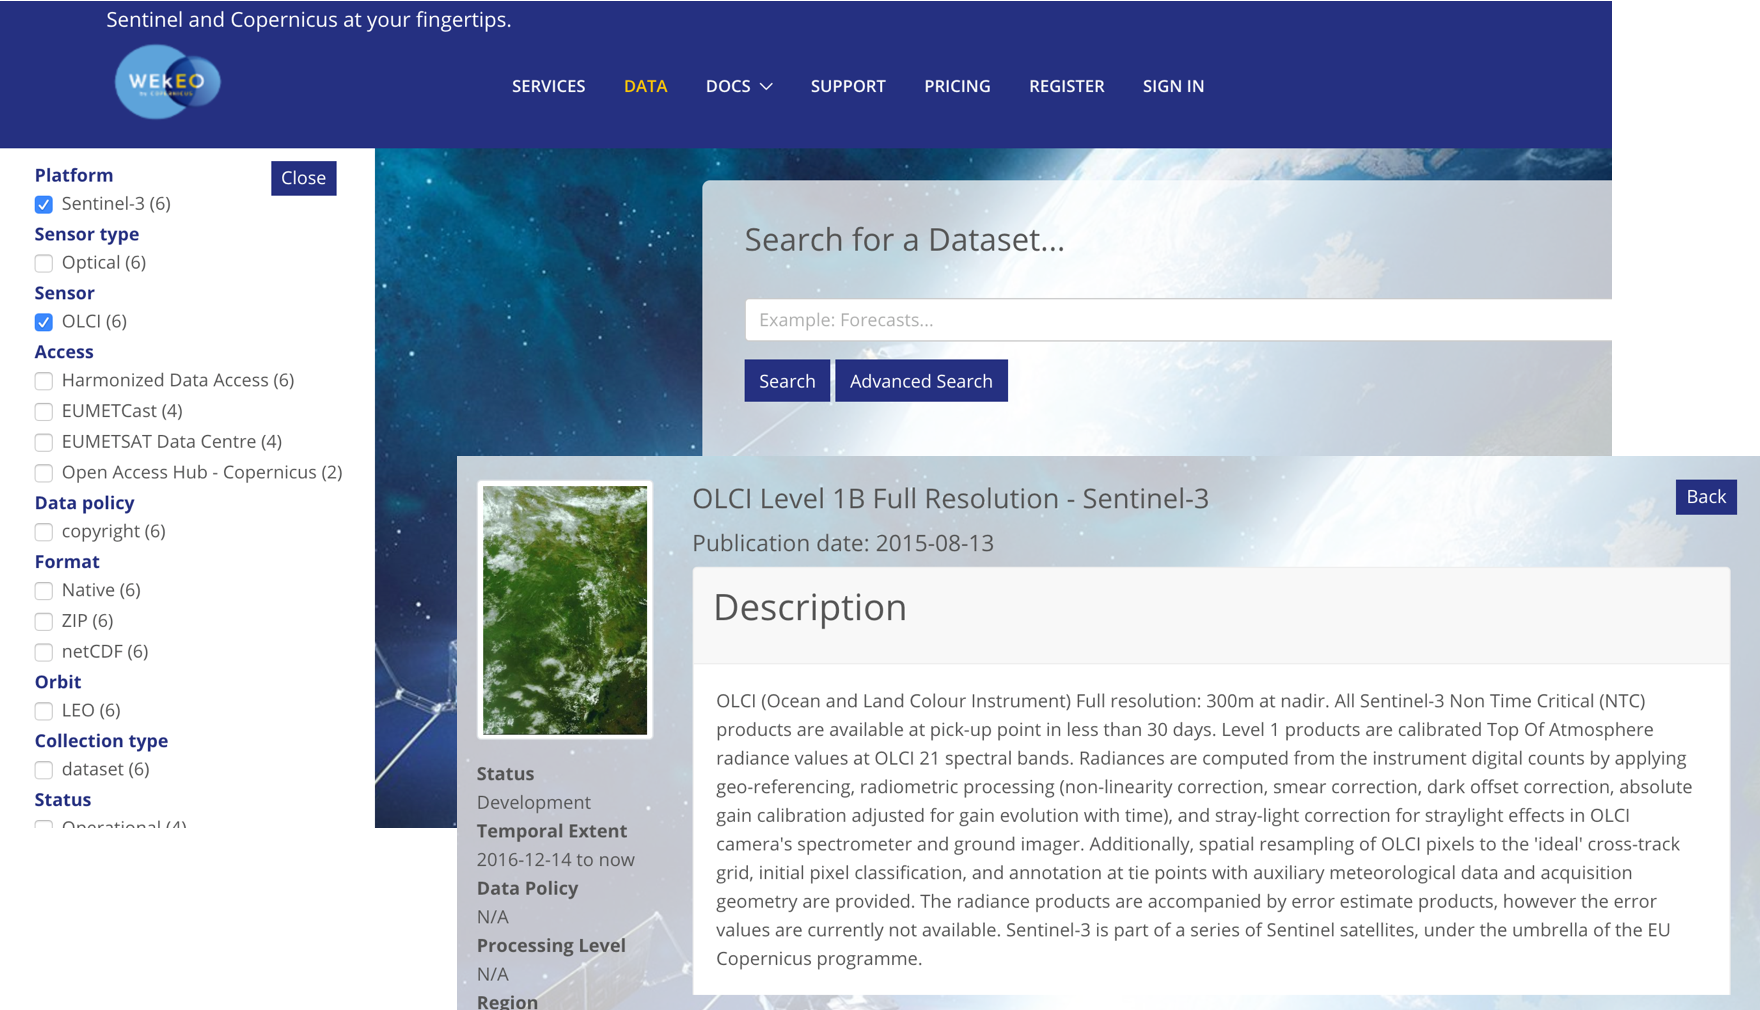 Sentinel and Copernicus at your fingertips.
WEkEO
by COPERNICUS
SERVICES DATA DOCS SUPPORT PRICING REGISTER SIGN IN
Platform
Close
Sentinel-3 (6)
Sensor type
Optical (6)
Sensor
OLCI (6)
Access
Harmonized Data Access (6)
EUMETCast (4)
EUMETSAT Data Centre (4)
Open Access Hub - Copernicus (2)
Data policy
copyright (6)
Format
Native (6)
ZIP (6)
netCDF (6)
Orbit
LEO (6)
Collection type
dataset (6)
Status
Operational (4)
Search for a Dataset...
Example: Forecasts...
Search Advanced Search
OLCI Level 1B Full Resolution - Sentinel-3
Back
Publication date: 2015-08-13
Description
OLCI (Ocean and Land Colour Instrument) Full resolution: 300m at nadir. All Sentinel-3 Non Time Critical (NTC)
products are available at pick-up point in less than 30 days. Level 1 products are calibrated Top Of Atmosphere
radiance values at OLCI 21 spectral bands. Radiances are computed from the instrument digital counts by applying
geo-referencing, radiometric processing (non-linearity correction, smear correction, dark offset correction, absolute
gain calibration adjusted for gain evolution with time), and stray-light correction for straylight effects in OLCI
camera's spectrometer and ground imager. Additionally, spatial resampling of OLCI pixels to the 'ideal' cross-track
grid, initial pixel classification, and annotation at tie points with auxiliary meteorological data and acquisition
geometry are provided. The radiance products are accompanied by error estimate products, however the error
values are currently not available. Sentinel-3 is part of a series of Sentinel satellites, under the umbrella of the EU
Copernicus programme.
Status
Development
Temporal Extent
2016-12-14 to now
Data Policy
N/A
Processing Level
N/A
Region